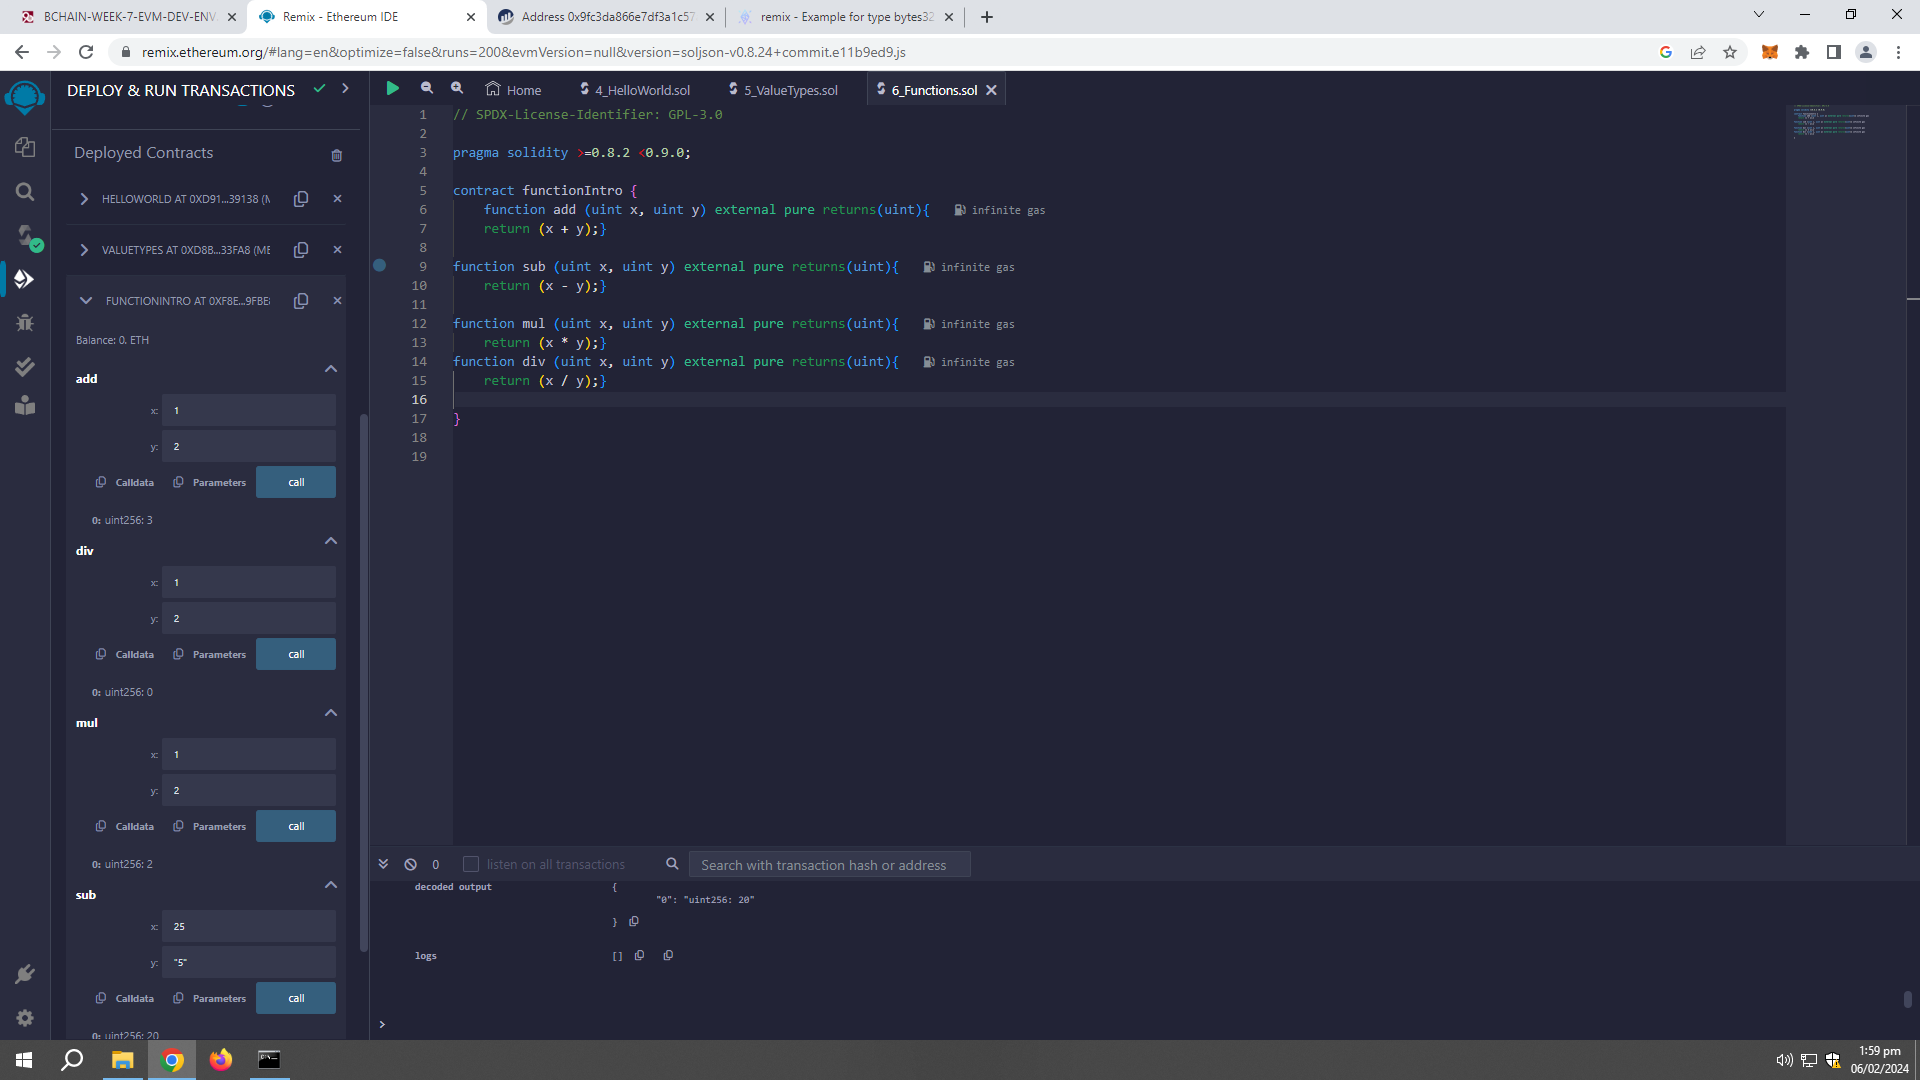 BCHAIN-WEEK-7-EVM-DEV-ENV
Remix - Ethereum IDE
Address 0x9fc3da866e7df3a1c57
remix - Example for type bytes32
remix.ethereum.org/#lang=en&optimize=false&runs=200&evmVersion=null&version=soljson-v0.8.24+commit.e11b9ed9.js
DEPLOY & RUN TRANSACTIONS
Deployed Contracts
HELLOWORLD AT 0XD91...39138 (M
VALUETYPES AT 0XD8B...33FA8 (ME
FUNCTIONINTRO AT 0XF8E...9FBE8
Balance: 0. ETH
add
x: 1
y: 2
Calldata Parameters call
0: uint256: 3
div
x: 1
y: 2
Calldata Parameters call
0: uint256: 0
mul
x: 1
y: 2
Calldata Parameters call
0: uint256: 2
sub
x: 25
y: "5"
Calldata Parameters call
0: uint256: 20
Home
4_HelloWorld.sol
5_ValueTypes.sol
6_Functions.sol
1 // SPDX-License-Identifier: GPL-3.0
2
3 pragma solidity >=0.8.2 <0.9.0;
4
5 contract functionIntro {
6 function add (uint x, uint y) external pure returns(uint){ infinite gas
7 return (x + y);}
8
9 function sub (uint x, uint y) external pure returns(uint){ infinite gas
10 return (x - y);}
11
12 function mul (uint x, uint y) external pure returns(uint){ infinite gas
13 return (x * y);}
14 function div (uint x, uint y) external pure returns(uint){ infinite gas
15 return (x / y);}
16
17 }
18
19
0 listen on all transactions Search with transaction hash or address
decoded output {
"0": "uint256: 20"
}
logs []
>
1:59 pm
06/02/2024